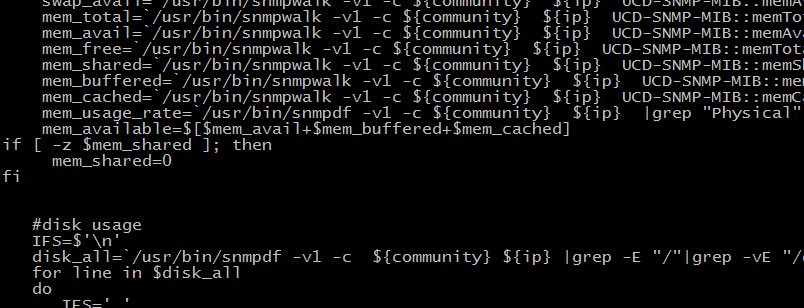 swap_avail=`/usr/bin/snmpwalk -v1 -c ${community}  ${ip}  UCD-SNMP-MIB::memA
mem_total=`/usr/bin/snmpwalk -v1 -c ${community}  ${ip}  UCD-SNMP-MIB::memTo
mem_avail=`/usr/bin/snmpwalk -v1 -c ${community}  ${ip}  UCD-SNMP-MIB::memAv
mem_free=`/usr/bin/snmpwalk -v1 -c ${community}  ${ip}  UCD-SNMP-MIB::memTot
mem_shared=`/usr/bin/snmpwalk -v1 -c ${community}  ${ip}  UCD-SNMP-MIB::memSh
mem_buffered=`/usr/bin/snmpwalk -v1 -c ${community}  ${ip}  UCD-SNMP-MIB::me
mem_cached=`/usr/bin/snmpwalk -v1 -c ${community}  ${ip}  UCD-SNMP-MIB::memC
mem_usage_rate=`/usr/bin/snmpdf -v1 -c ${community}  ${ip}  |grep "Physical"
mem_available=$[$mem_avail+$mem_buffered+$mem_cached]
if [ -z $mem_shared ]; then
mem_shared=0
fi
#disk usage
IFS=$'\n'
disk_all=`/usr/bin/snmpdf -v1 -c  ${community} ${ip} |grep -E "/"|grep -vE "/
for line in $disk_all
do
IFS=' '